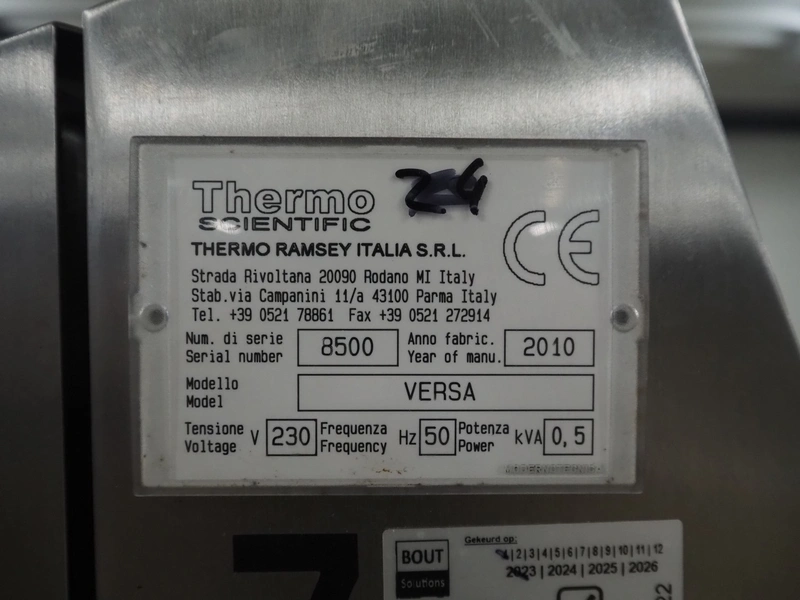 Thermo
SCIENTIFIC
THERMO RAMSEY ITALIA S.R.L.
Strada Rivoltana 20090 Rodano MI Italy
Stab.via Campanini 11/a 43100 Parma Italy
Tel. +39 0521 78861 Fax +39 0521 272914
Num. di serie
Serial number 8500
Anno fabric.
Year of manu. 2010
Modello
Model VERSA
Tensione
Voltage V 230
Frequenza
Frequency Hz 50
Potenza
Power kVA 0,5
CE
7
BOUT
Solutions
Gekeurd op:
|2|3|4|5|6|7|8|9|10|11|12
2023 | 2024 | 2025 | 2026
22